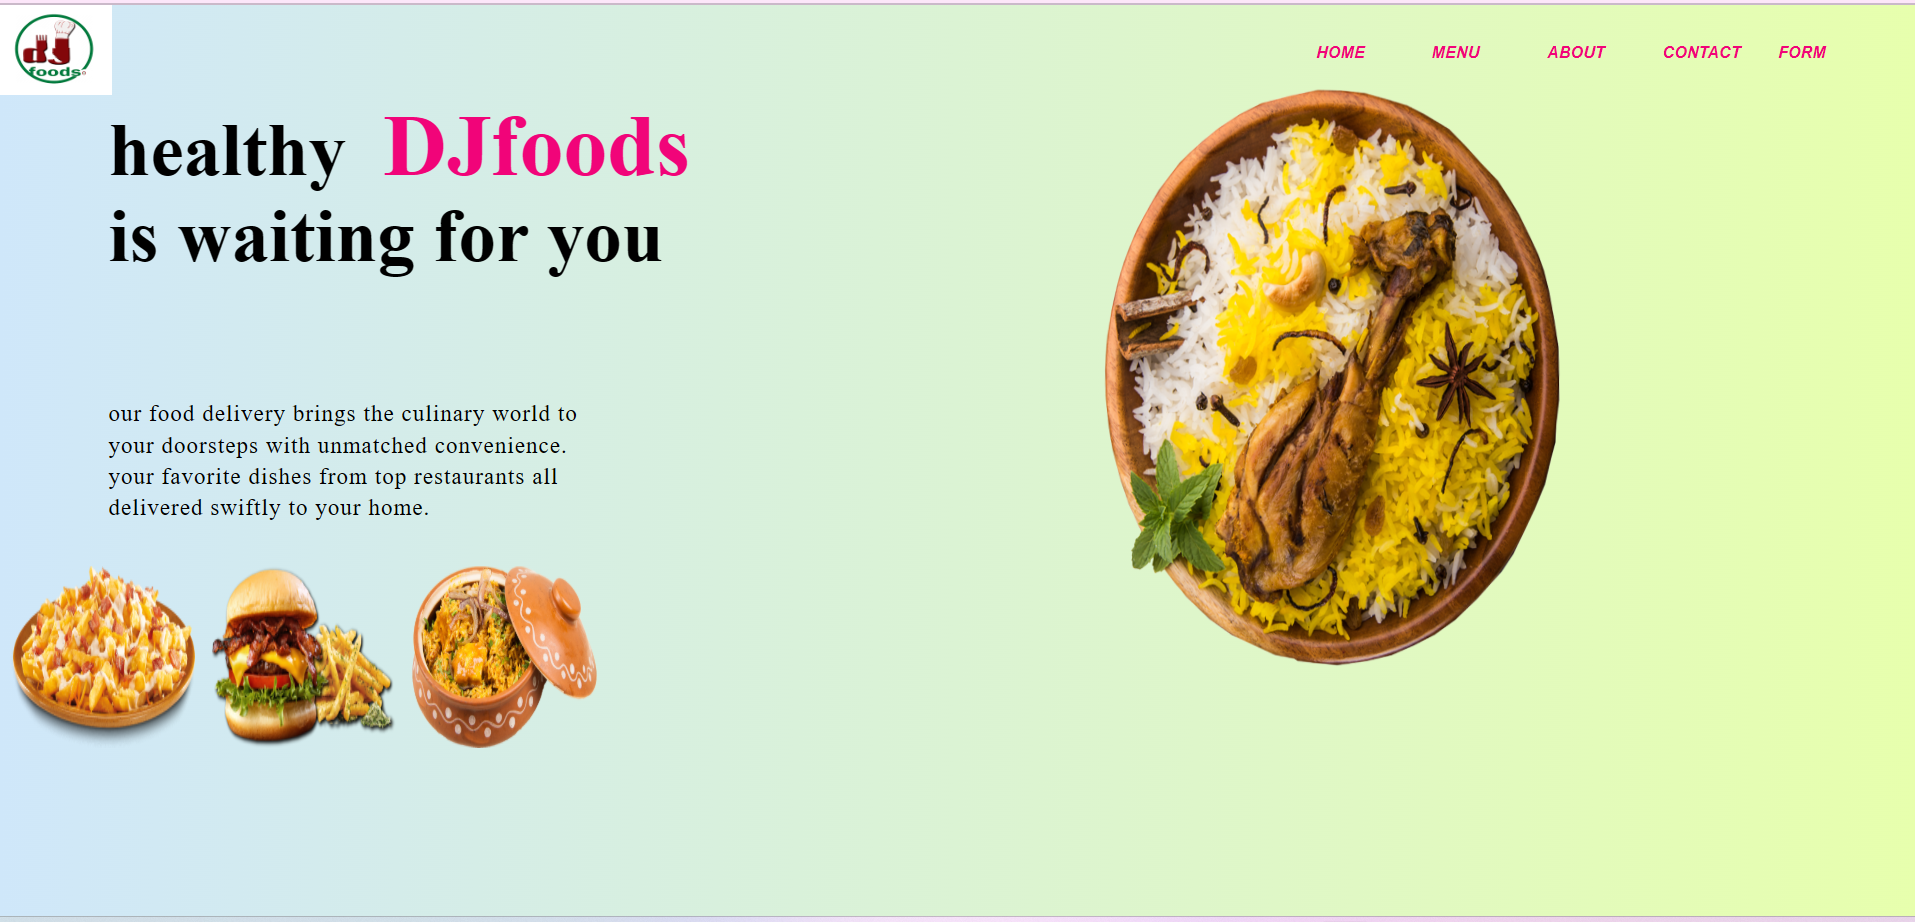 dJ
foods
HOME MENU ABOUT CONTACT FORM
healthy DJfoods
is waiting for you
our food delivery brings the culinary world to
your doorsteps with unmatched convenience.
your favorite dishes from top restaurants all
delivered swiftly to your home.